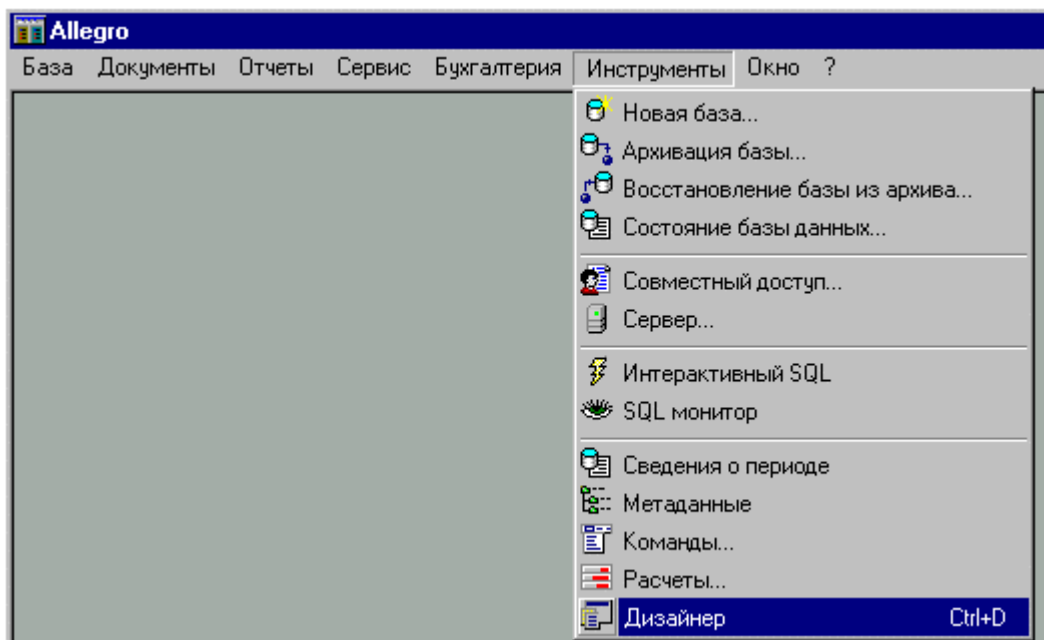 Allegro
База Документы Отчеты Сервис Бухгалтерия Инструменты Окно ?
Новая база...
Архивация базы...
Восстановление базы из архива...
Состояние базы данных...
Совместный доступ...
Сервер...
Интерактивный SQL
SQL монитор
Сведения о периоде
Метаданные
Команды...
Расчеты...
Дизайнер Ctrl+D